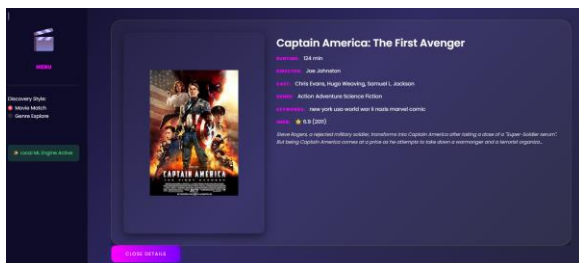 MENU
Discovery Style:
Movie Match
Genre Explore
Local ML Engine Active
CAPTAIN AMERICA
THE FIRST AVENGER
Captain America: The First Avenger
RUNTIME: 124 min
DIRECTOR: Joe Johnston
CAST: Chris Evans, Hugo Weaving, Samuel L. Jackson
GENRE: Action Adventure Science Fiction
KEYWORDS: new york usa world war ii nazis marvel comic
6.9 (2011)
Steve Rogers, a rejected military soldier, transforms into Captain America after taking a dose of a "Super-Soldier serum".
But being Captain America comes at a price as he attempts to take down a warmonger and a terrorist organiza...
CLOSE DETAILS